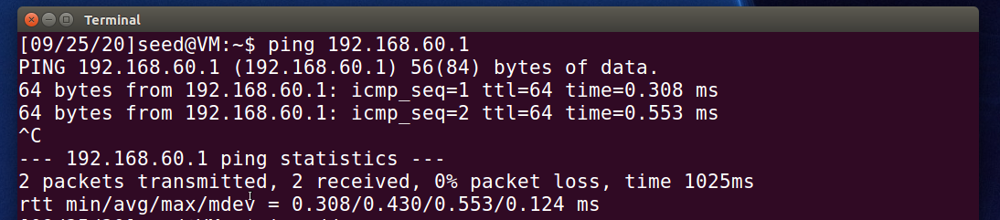 Terminal
[09/25/20]seed@VM:~$ ping 192.168.60.1
PING 192.168.60.1 (192.168.60.1) 56(84) bytes of data.
64 bytes from 192.168.60.1: icmp_seq=1 ttl=64 time=0.308 ms
64 bytes from 192.168.60.1: icmp_seq=2 ttl=64 time=0.553 ms
^C
--- 192.168.60.1 ping statistics ---
2 packets transmitted, 2 received, 0% packet loss, time 1025ms
rtt min/avg/max/mdev = 0.308/0.430/0.553/0.124 ms